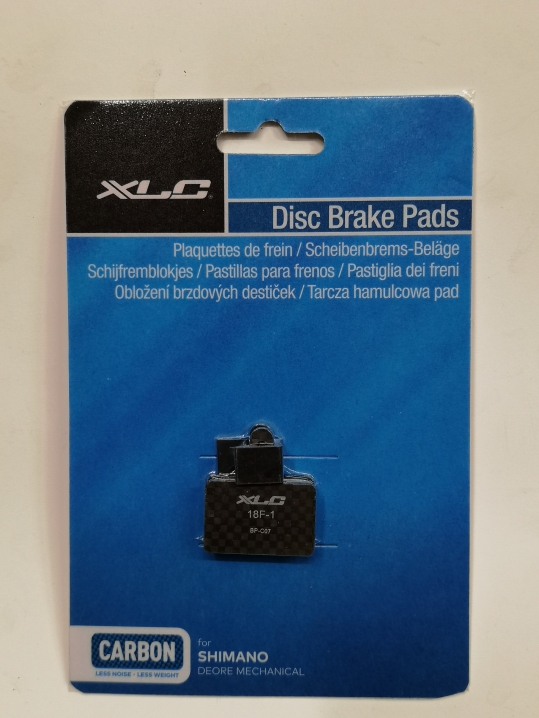 XLC
Disc Brake Pads
Plaquettes de frein / Scheibenbrems-Beläge
Schijfremblokjes / Pastillas para frenos / Pastiglia dei freni
Obložení brzdových destiček / Tarcza hamulcowa pad
XLC
18F-1
BP-C07
CARBON
LESS NOISE - LESS WEIGHT
for
SHIMANO
DEORE MECHANICAL